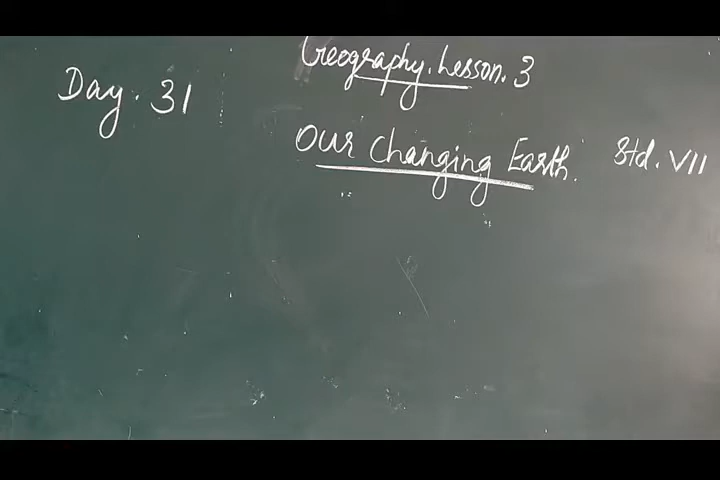 Geography. Lesson. 3
Day. 31
Our Changing Earth.
Std. VII